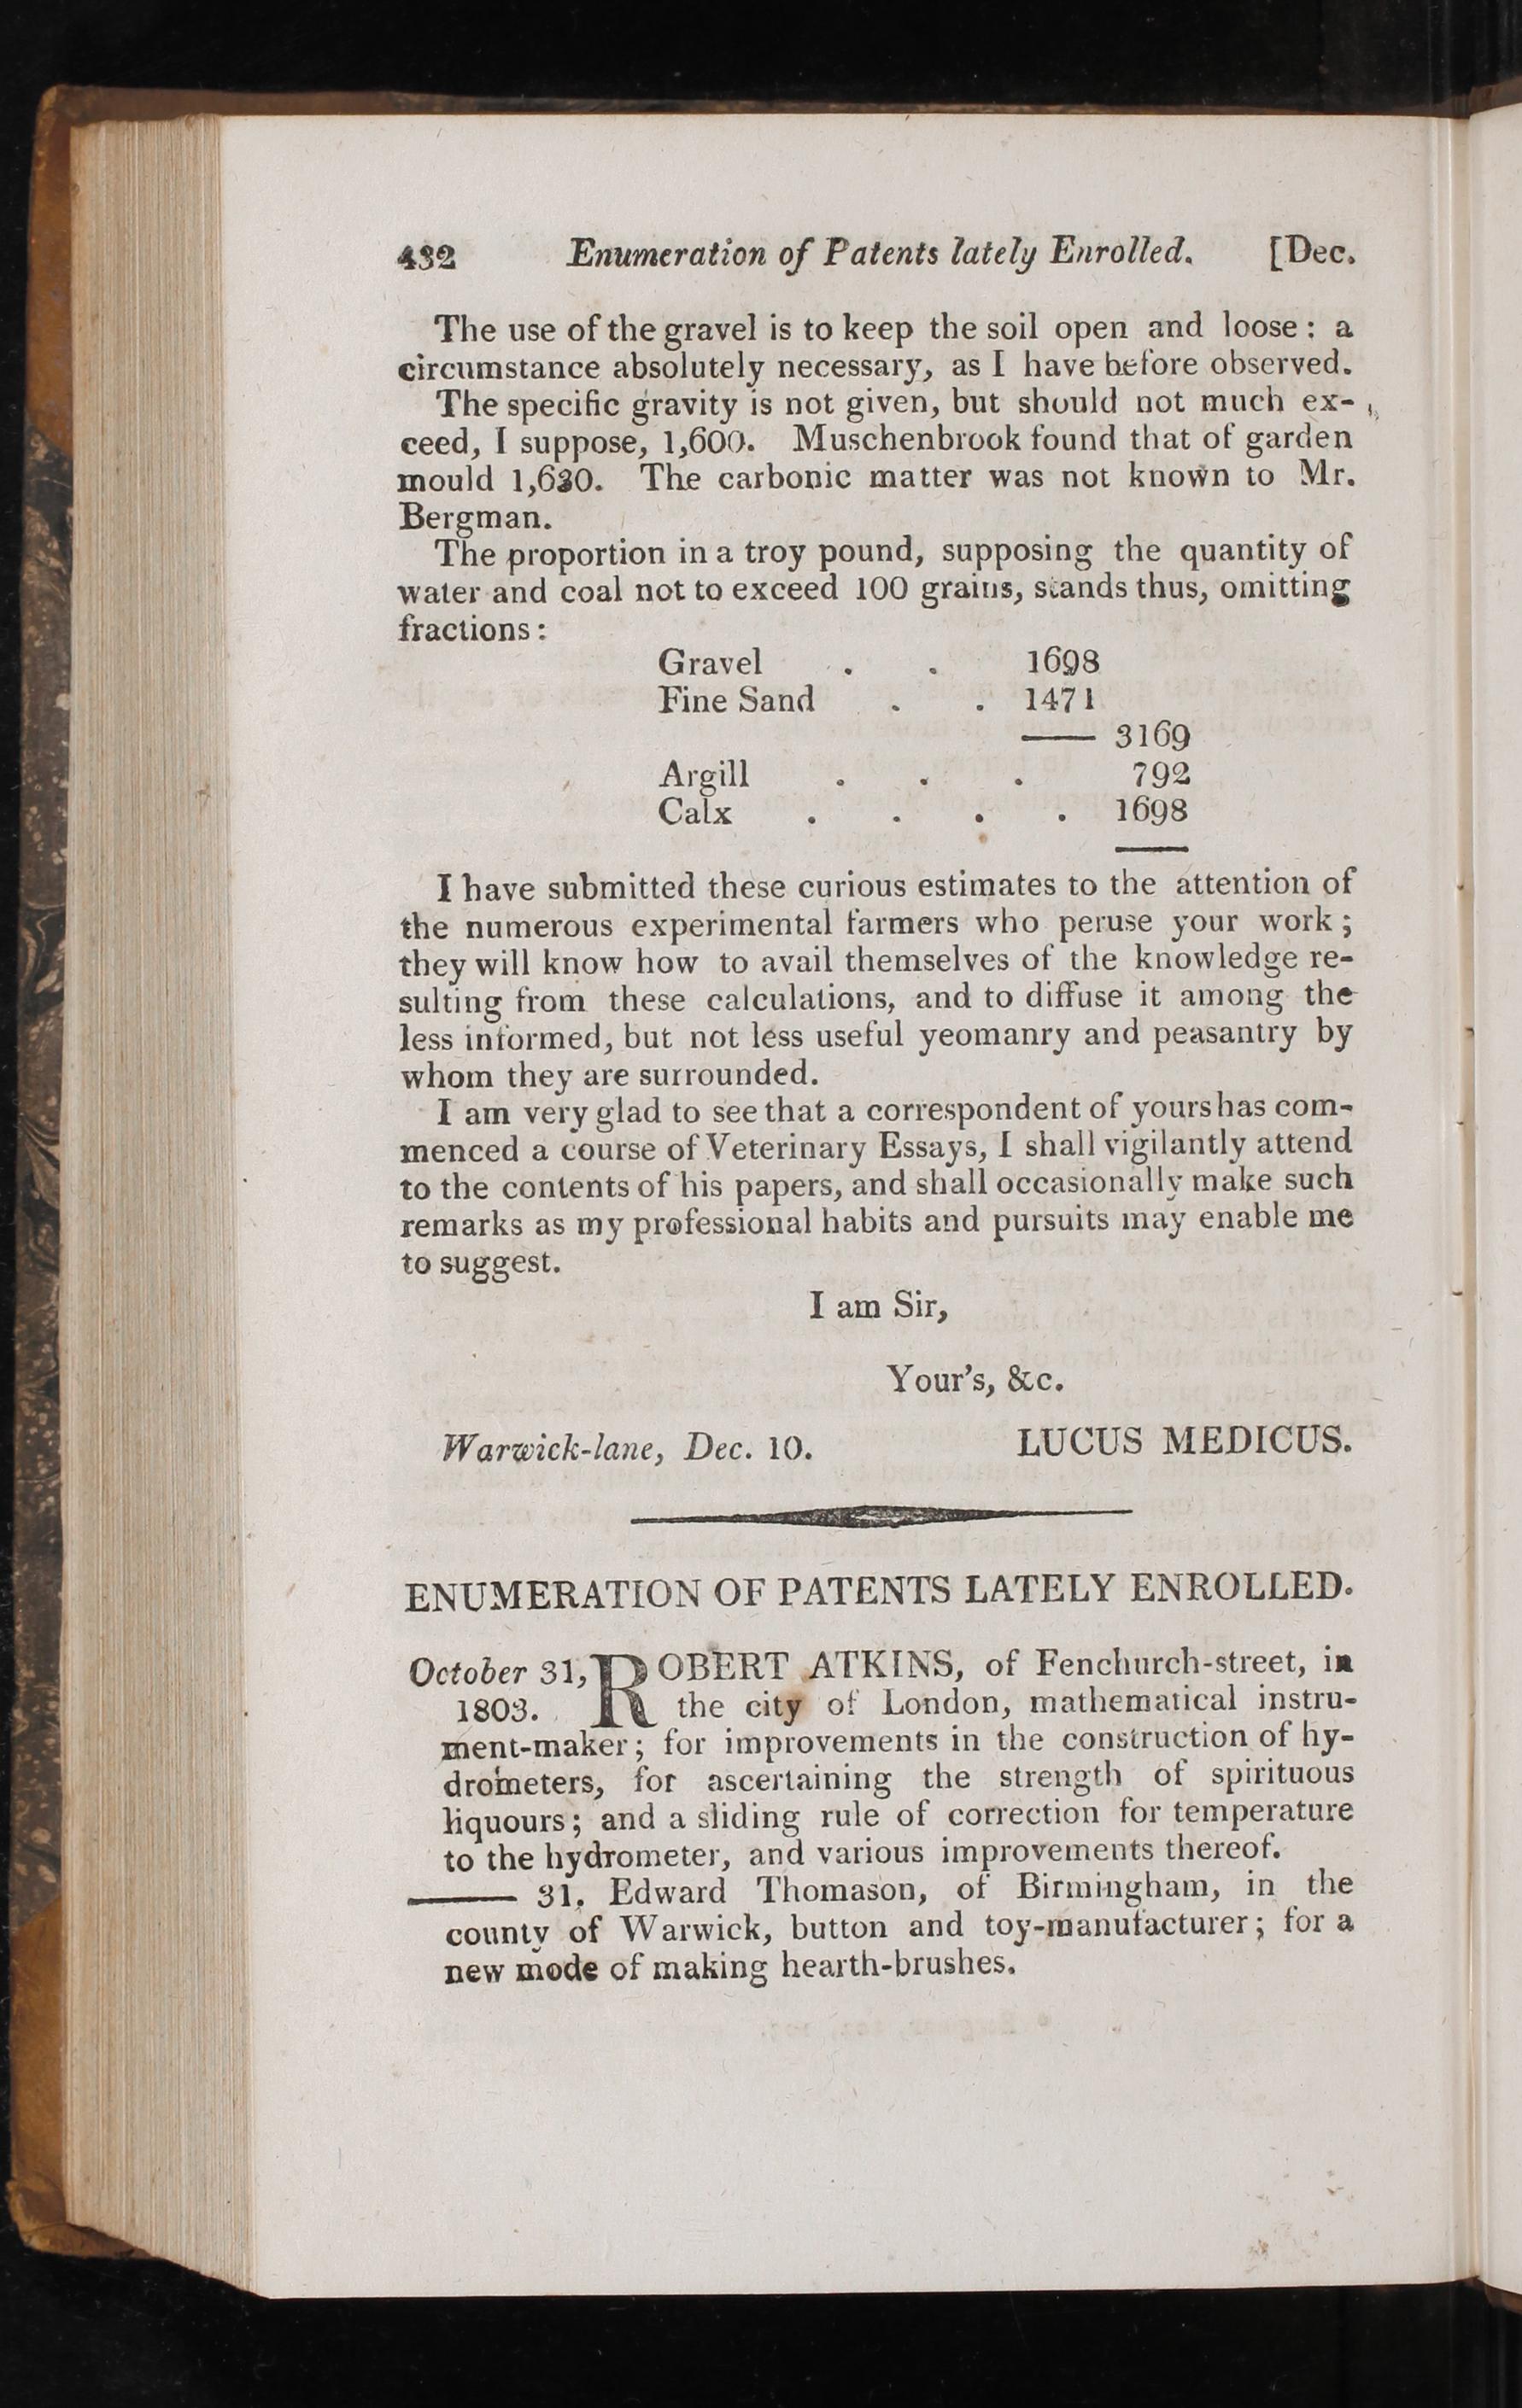 432 Enumeration of Patents lately Enrolled. [Dec.
The use of the gravel is to keep the soil open and loose: a
circumstance absolutely necessary, as I have before observed.
The specific gravity is not given, but should not much ex-
ceed, I suppose, 1,600. Muschenbrook found that of garden
mould 1,630. The carbonic matter was not known to Mr.
Bergman.
The proportion in a troy pound, supposing the quantity of
water and coal not to exceed 100 grains, stands thus, omitting
fractions:
Gravel . . 1698
Fine Sand . . 1471
—— 3169
Argill . . . 792
Calx . . . . 1698
——
I have submitted these curious estimates to the attention of
the numerous experimental farmers who peruse your work;
they will know how to avail themselves of the knowledge re-
sulting from these calculations, and to diffuse it among the
less informed, but not less useful yeomanry and peasantry by
whom they are surrounded.
I am very glad to see that a correspondent of yours has com-
menced a course of Veterinary Essays, I shall vigilantly attend
to the contents of his papers, and shall occasionally make such
remarks as my professional habits and pursuits may enable me
to suggest.
I am Sir,
Your's, &c.
Warwick-lane, Dec. 10. LUCUS MEDICUS.
ENUMERATION OF PATENTS LATELY ENROLLED.
October 31, ROBERT ATKINS, of Fenchurch-street, in
1803. the city of London, mathematical instru-
ment-maker; for improvements in the construction of hy-
drometers, for ascertaining the strength of spirituous
liquours; and a sliding rule of correction for temperature
to the hydrometer, and various improvements thereof.
—— 31. Edward Thomason, of Birmingham, in the
county of Warwick, button and toy-manufacturer; for a
new mode of making hearth-brushes.